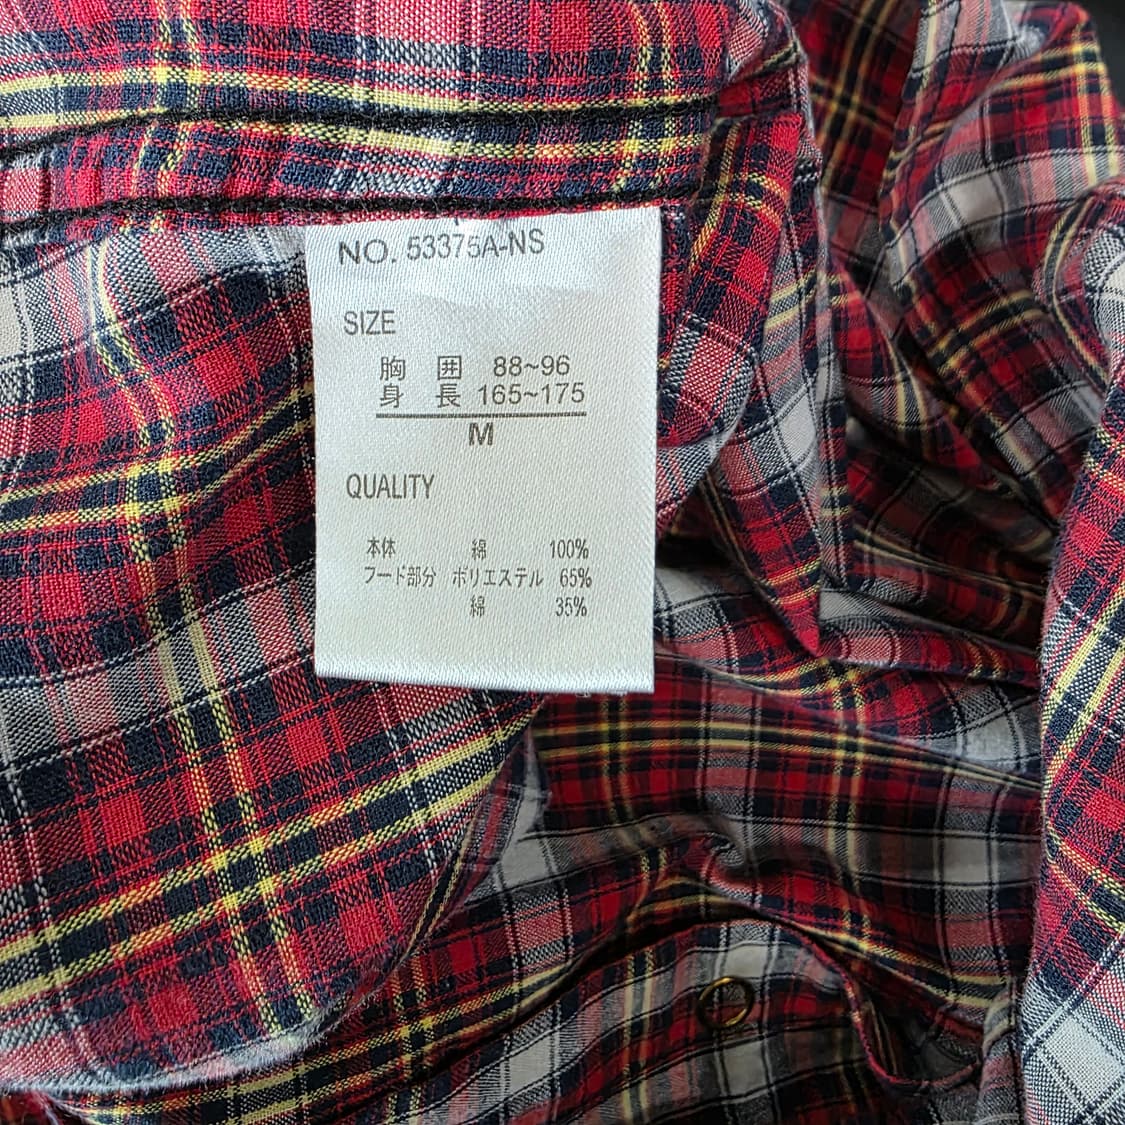 NO. 53375A-NS
SIZE
胸 囲 88~96
身 長 165~175
M
QUALITY
本体 綿 100%
フード部分 ポリエステル 65%
綿 35%